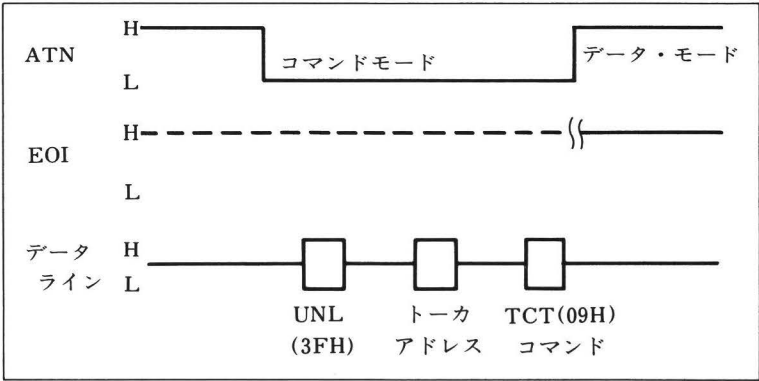 ATN
H
L
コマンドモード
データ・モード
EOI
H
L
データ
ライン
H
L
UNL
(3FH)
トーカ
アドレス
TCT(09H)
コマンド